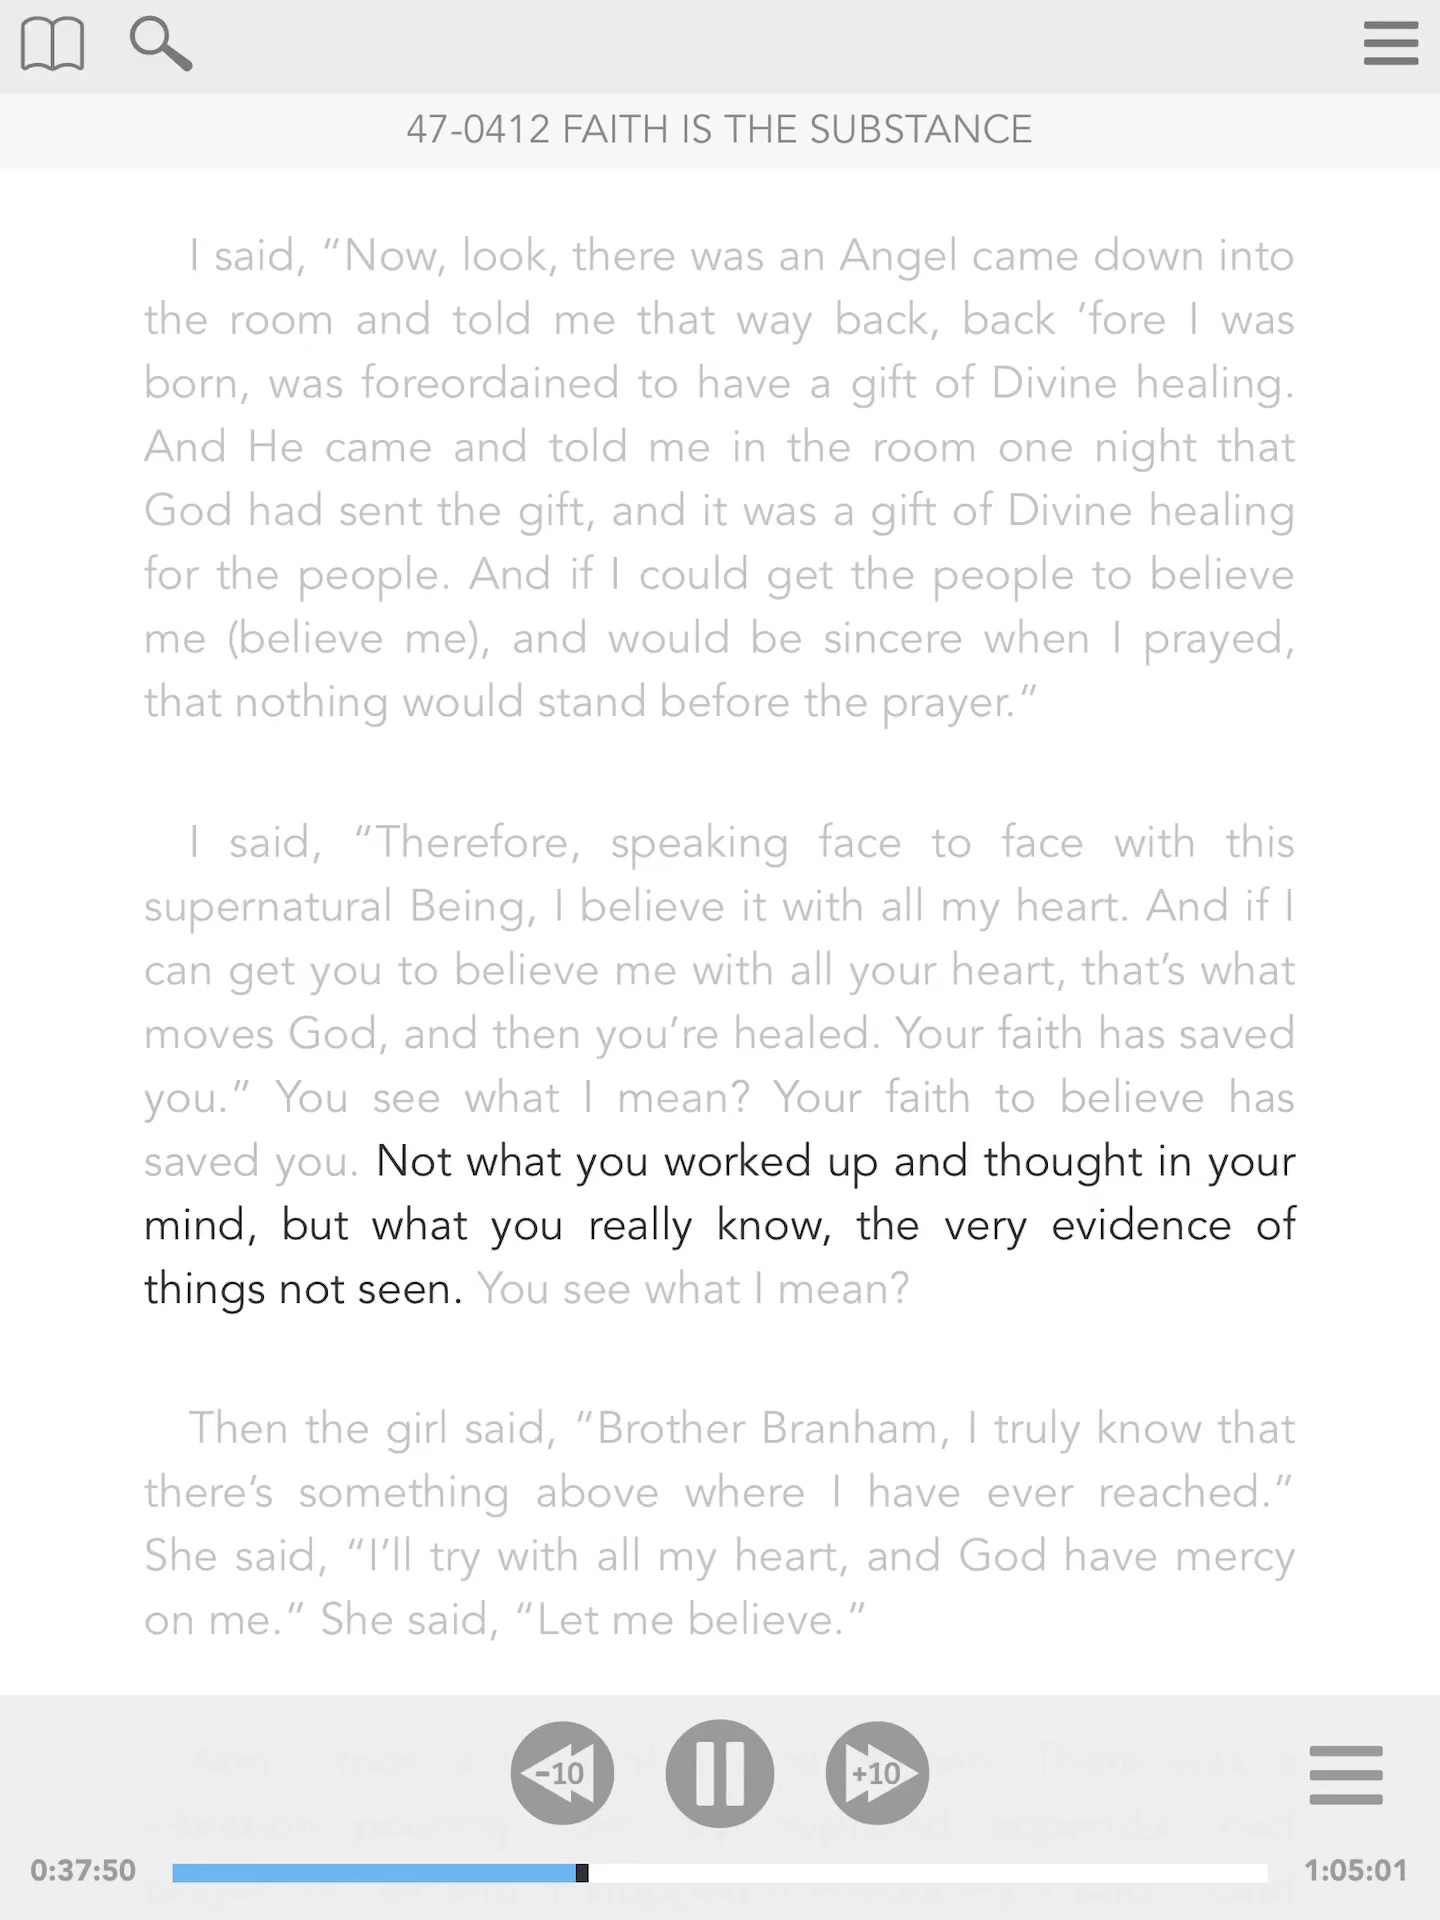 47-0412 FAITH IS THE SUBSTANCE
I said, “Now, look, there was an Angel came down into
the room and told me that way back, back ’fore I was
born, was foreordained to have a gift of Divine healing.
And He came and told me in the room one night that
God had sent the gift, and it was a gift of Divine healing
for the people. And if I could get the people to believe
me (believe me), and would be sincere when I prayed,
that nothing would stand before the prayer.”
I said, “Therefore, speaking face to face with this
supernatural Being, I believe it with all my heart. And if I
can get you to believe me with all your heart, that’s what
moves God, and then you’re healed. Your faith has saved
you.” You see what I mean? Your faith to believe has
saved you. Not what you worked up and thought in your
mind, but what you really know, the very evidence of
things not seen. You see what I mean?
Then the girl said, “Brother Branham, I truly know that
there’s something above where I have ever reached.”
She said, “I’ll try with all my heart, and God have mercy
on me.” She said, “Let me believe.”
-10 +10
0:37:50 1:05:01